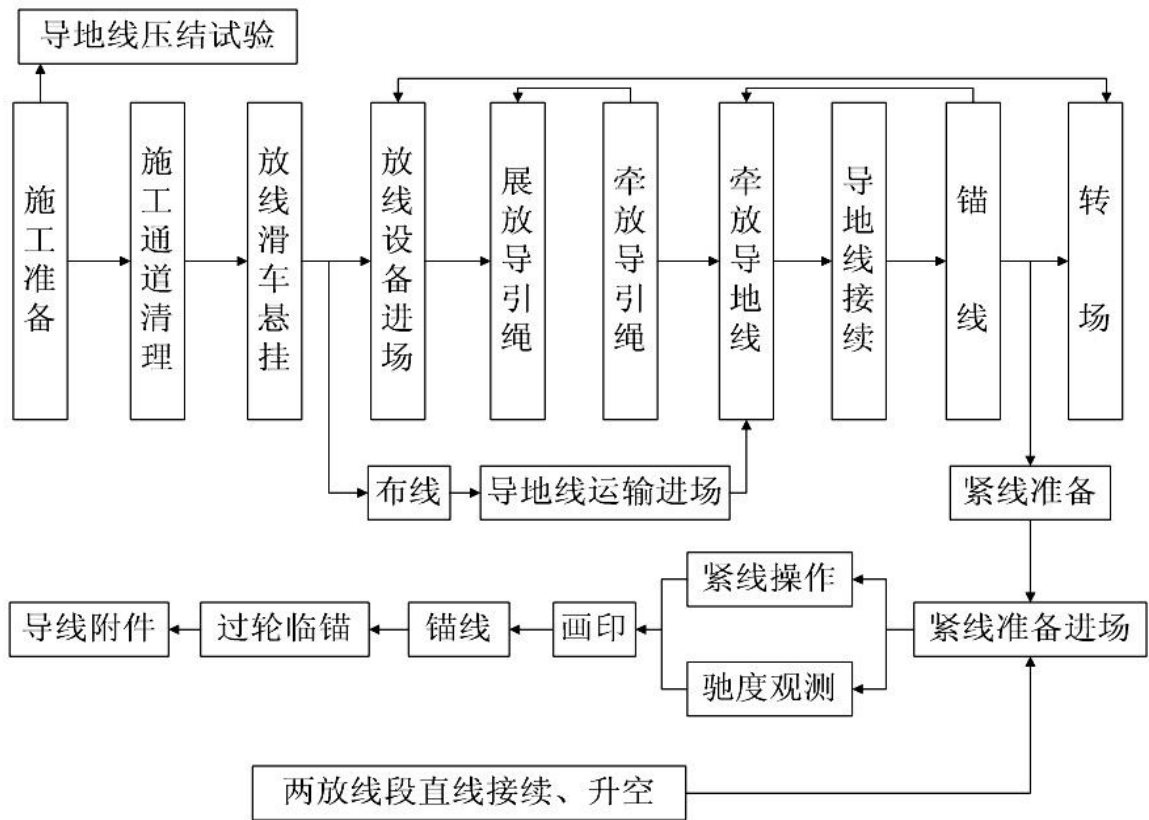 导地线压结试验
施工准备
施工通道清理
放线滑车悬挂
放线设备进场
展放导引绳
牵放导引绳
牵放导地线
导地线接续
锚线
转场
布线
导地线运输进场
紧线准备
紧线操作
导线附件
过轮临锚
锚线
画印
紧线准备进场
驰度观测
两放线段直线接续、升空